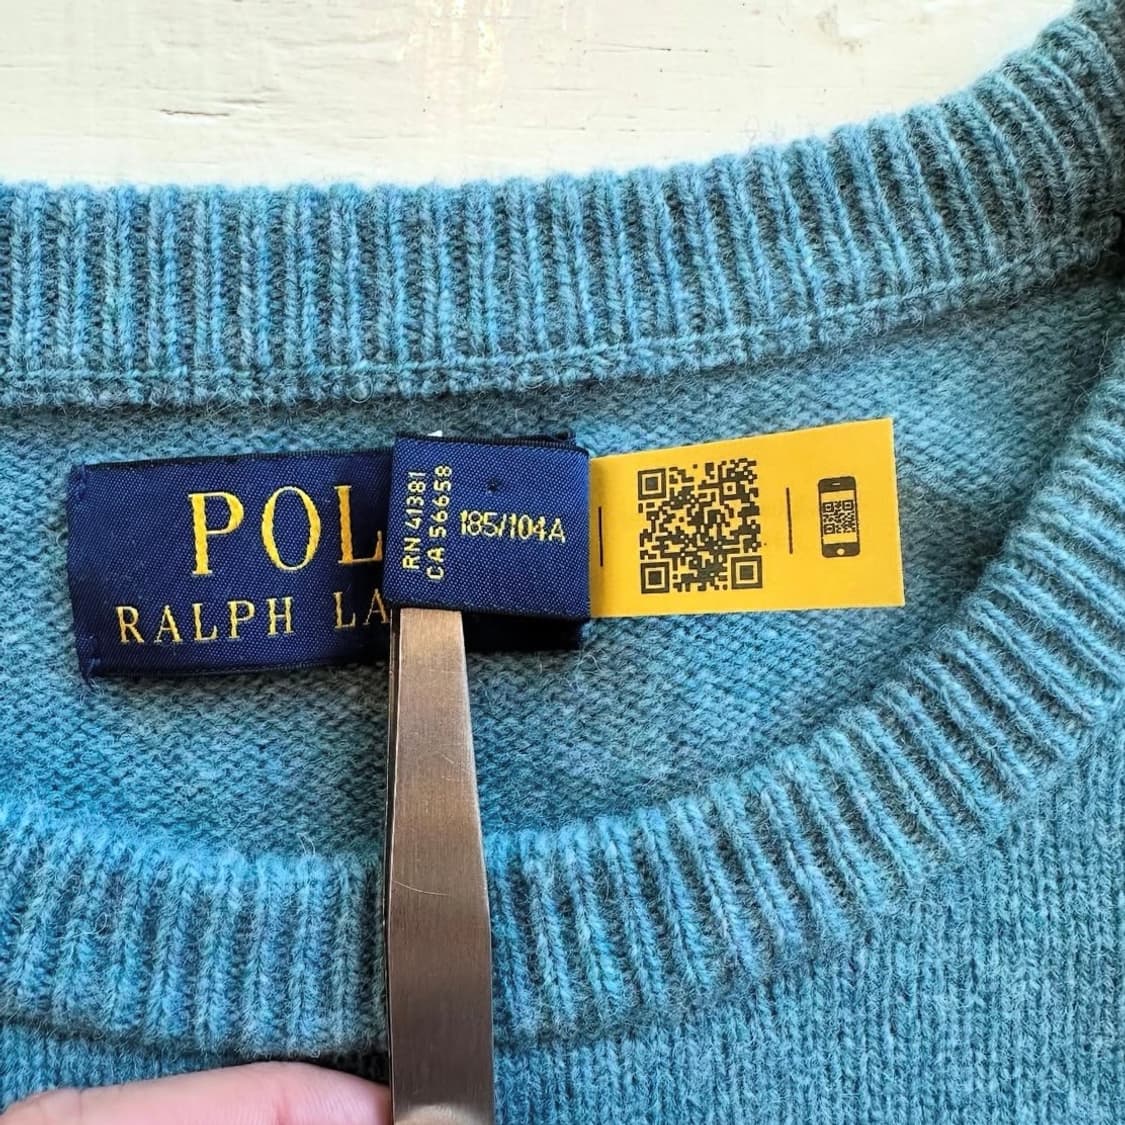 POL
RALPH LA
RN 41381
CA 56658
185/104A